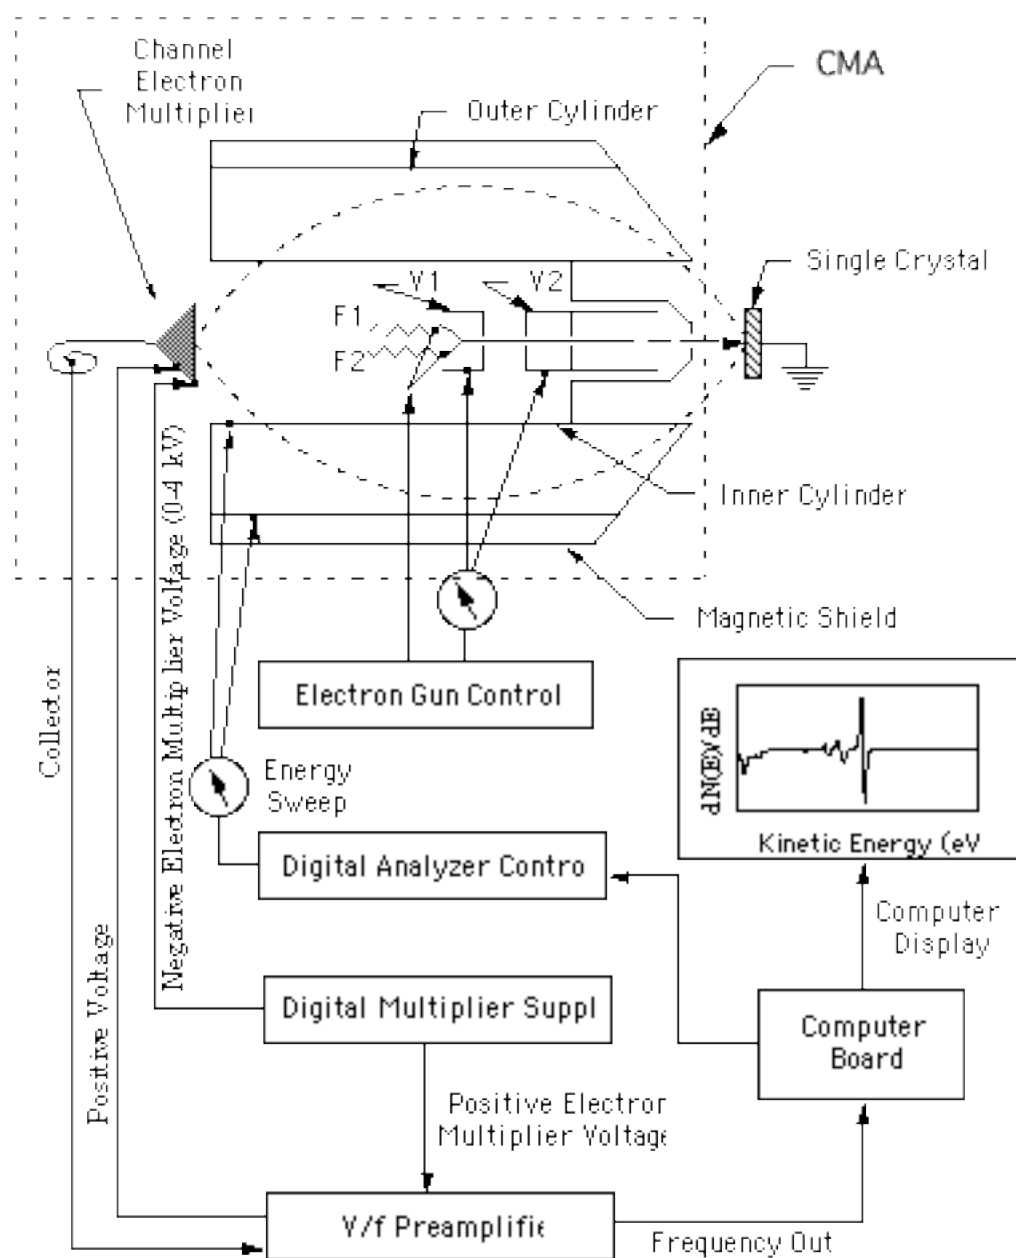 Channel
Electron
Multiplier
CMA
Outer Cylinder
Single Crystal
V1
V2
F1
F2
Inner Cylinder
Magnetic Shield
Negative Electron Multiplier Voltage (0-4 kV)
Collector
Positive Voltage
Electron Gun Control
Energy
Sweep
dN(E)/dE
Kinetic Energy (eV
Digital Analyzer Contro
Computer
Display
Digital Multiplier Suppl
Computer
Board
Positive Electron
Multiplier Voltage
V/f Preamplifie
Frequency Out